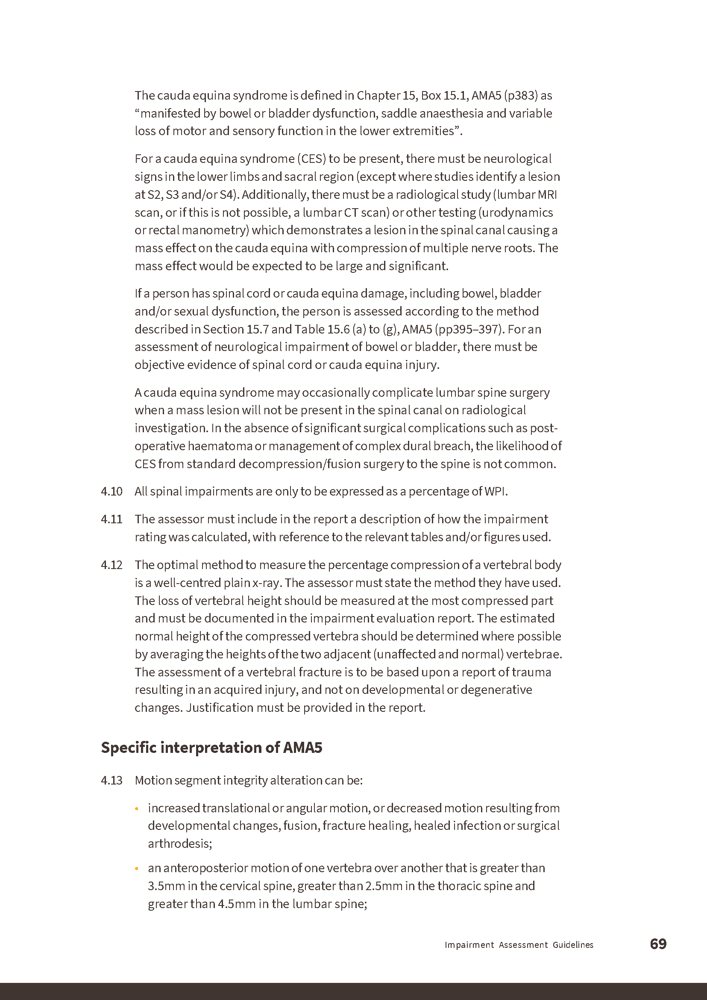 The cauda equina syndrome is defined in Chapter 15, Box 15.1, AMA5 (p383) as
“manifested by bowel or bladder dysfunction, saddle anaesthesia and variable
loss of motor and sensory function in the lower extremities”.
For a cauda equina syndrome (CES) to be present, there must be neurological
signs in the lower limbs and sacral region (except where studies identify a lesion
at S2, S3 and/or S4). Additionally, there must be a radiological study (lumbar MRI
scan, or if this is not possible, a lumbar CT scan) or other testing (urodynamics
or rectal manometry) which demonstrates a lesion in the spinal canal causing a
mass effect on the cauda equina with compression of multiple nerve roots. The
mass effect would be expected to be large and significant.
If a person has spinal cord or cauda equina damage, including bowel, bladder
and/or sexual dysfunction, the person is assessed according to the method
described in Section 15.7 and Table 15.6 (a) to (g), AMA5 (pp395–397). For an
assessment of neurological impairment of bowel or bladder, there must be
objective evidence of spinal cord or cauda equina injury.
A cauda equina syndrome may occasionally complicate lumbar spine surgery
when a mass lesion will not be present in the spinal canal on radiological
investigation. In the absence of significant surgical complications such as post-
operative haematoma or management of complex dural breach, the likelihood of
CES from standard decompression/fusion surgery to the spine is not common.
4.10 All spinal impairments are only to be expressed as a percentage of WPI.
4.11 The assessor must include in the report a description of how the impairment
rating was calculated, with reference to the relevant tables and/or figures used.
4.12 The optimal method to measure the percentage compression of a vertebral body
is a well-centred plain x-ray. The assessor must state the method they have used.
The loss of vertebral height should be measured at the most compressed part
and must be documented in the impairment evaluation report. The estimated
normal height of the compressed vertebra should be determined where possible
by averaging the heights of the two adjacent (unaffected and normal) vertebrae.
The assessment of a vertebral fracture is to be based upon a report of trauma
resulting in an acquired injury, and not on developmental or degenerative
changes. Justification must be provided in the report.
Specific interpretation of AMA5
4.13 Motion segment integrity alteration can be:
• increased translational or angular motion, or decreased motion resulting from
developmental changes, fusion, fracture healing, healed infection or surgical
arthrodesis;
• an anteroposterior motion of one vertebra over another that is greater than
3.5mm in the cervical spine, greater than 2.5mm in the thoracic spine and
greater than 4.5mm in the lumbar spine;
Impairment Assessment Guidelines 69